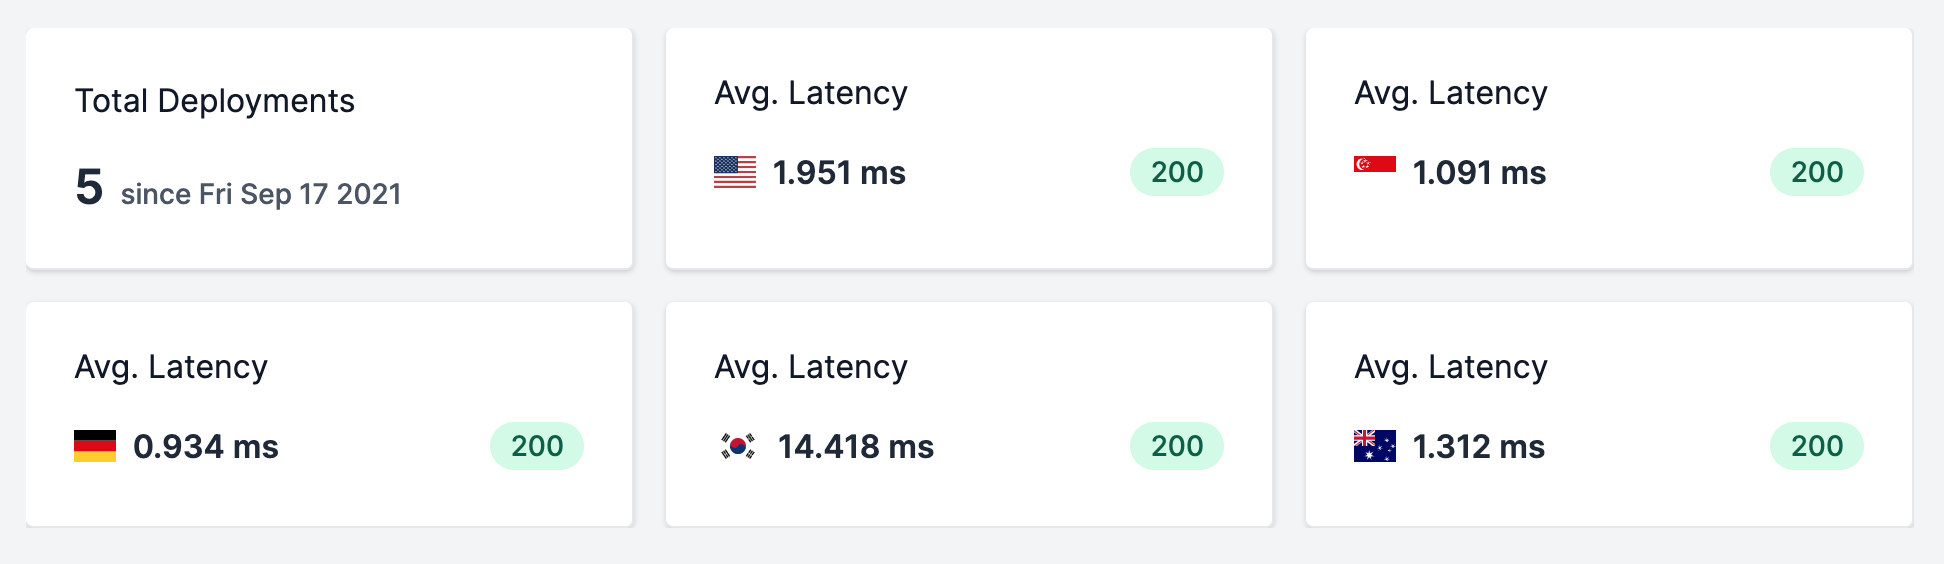 Total Deployments
5 since Fri Sep 17 2021
Avg. Latency
1.951 ms 200
Avg. Latency
1.091 ms 200
Avg. Latency
0.934 ms 200
Avg. Latency
14.418 ms 200
Avg. Latency
1.312 ms 200